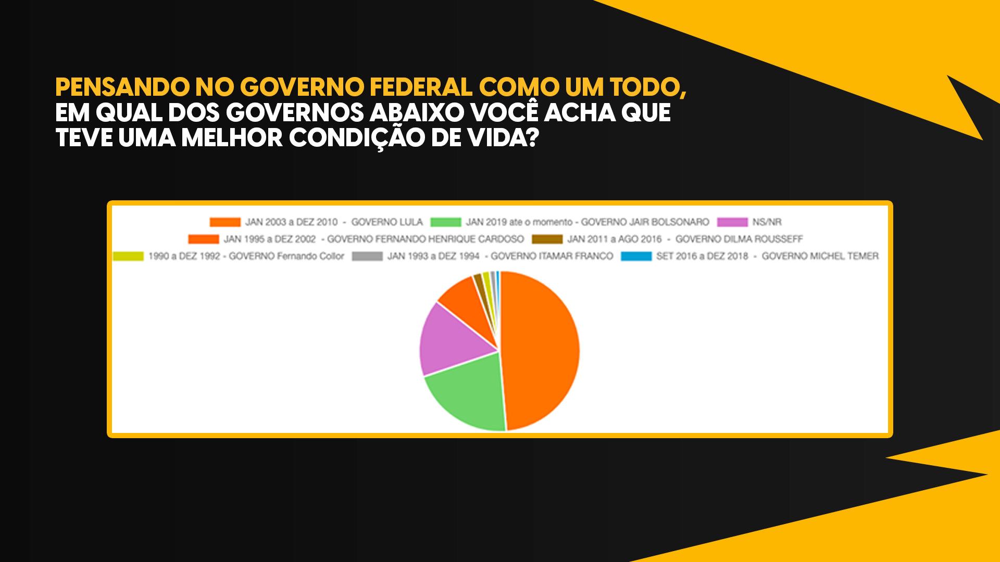 PENSANDO NO GOVERNO FEDERAL COMO UM TODO,
EM QUAL DOS GOVERNOS ABAIXO VOCÊ ACHA QUE
TEVE UMA MELHOR CONDIÇÃO DE VIDA?
JAN 2003 a DEZ 2010 - GOVERNO LULA JAN 2019 ate o momento - GOVERNO JAIR BOLSONARO NS/NR
JAN 1995 a DEZ 2002 - GOVERNO FERNANDO HENRIQUE CARDOSO JAN 2011 a AGO 2016 - GOVERNO DILMA ROUSSEFF
1990 a DEZ 1992 - GOVERNO Fernando Collor JAN 1993 a DEZ 1994 - GOVERNO ITAMAR FRANCO SET 2016 a DEZ 2018 - GOVERNO MICHEL TEMER